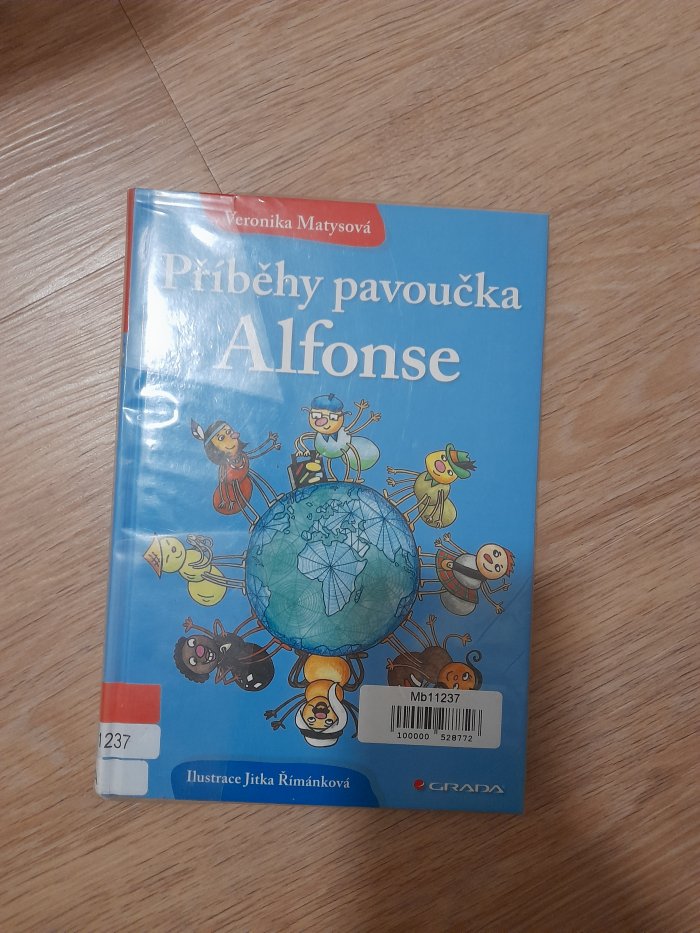 Veronika Matysová
Příběhy pavoučka
Alfonse
Mb11237
100000 528772
1237
Ilustrace Jitka Římánková
GRADA